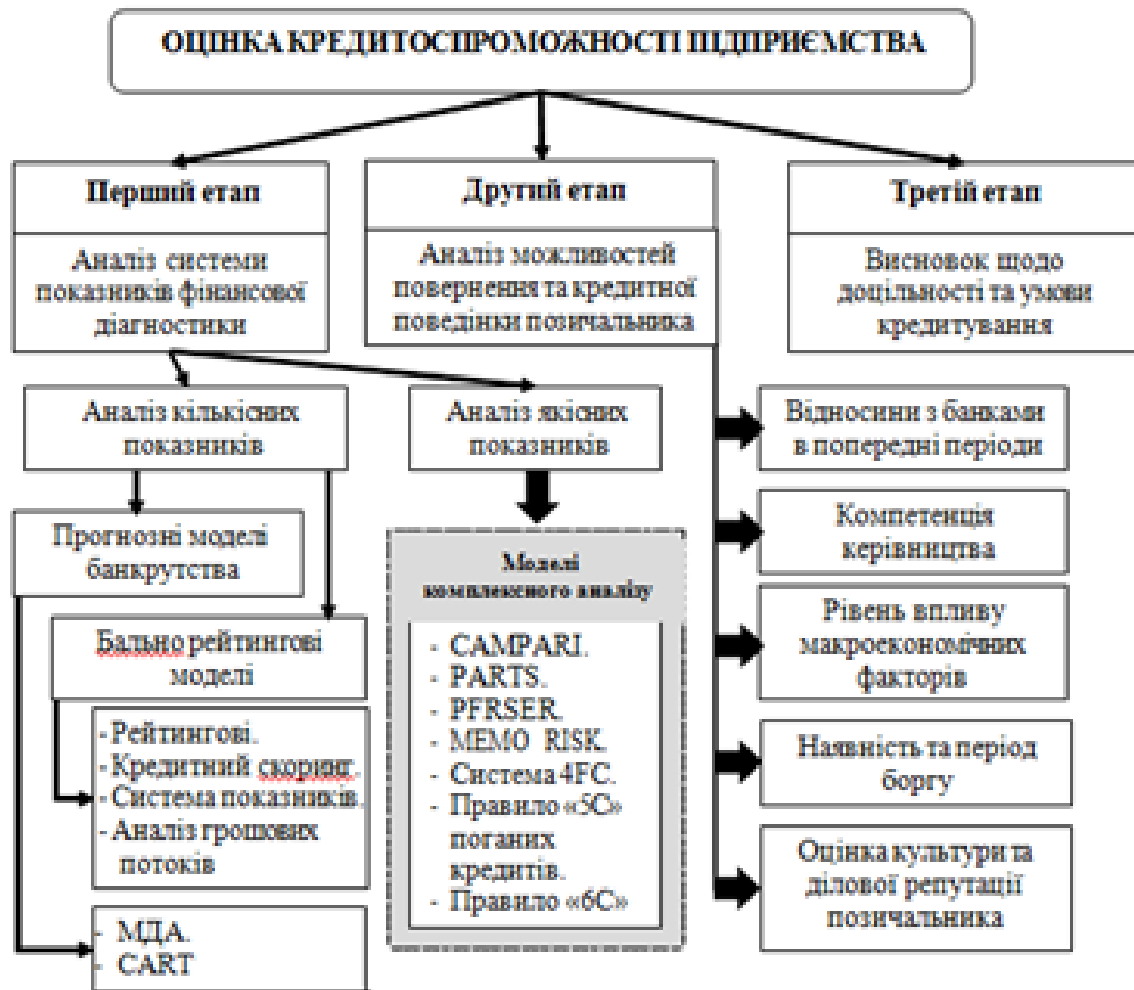 ОЦІНКА КРЕДИТОСПРОМОЖНОСТІ ПІДПРИЄМСТВА
Перший етап
Аналіз системи
показників фінансової
діагностики
Другий етап
Аналіз можливостей
повернення та кредитної
поведінки позичальника
Третій етап
Висновок щодо
доцільності та умови
кредитування
Аналіз кількісних
показників
Аналіз якісних
показників
Прогнозні моделі
банкрутства
Бально рейтингові
моделі
- Рейтингові.
- Кредитний скоринг.
- Система показників.
- Аналіз грошових
потоків
- МДА.
- CART
Моделі
комплексного аналізу
- CAMPARI.
- PARTS.
- PFRSER.
- MEMO RISK.
- Система 4FC.
- Правило «5С»
поганих
кредитів.
- Правило «6С»
Відносини з банками
в попередні періоди
Компетенція
керівництва
Рівень впливу
макроекономічних
факторів
Наявність та період
боргу
Оцінка культури та
ділової репутації
позичальника